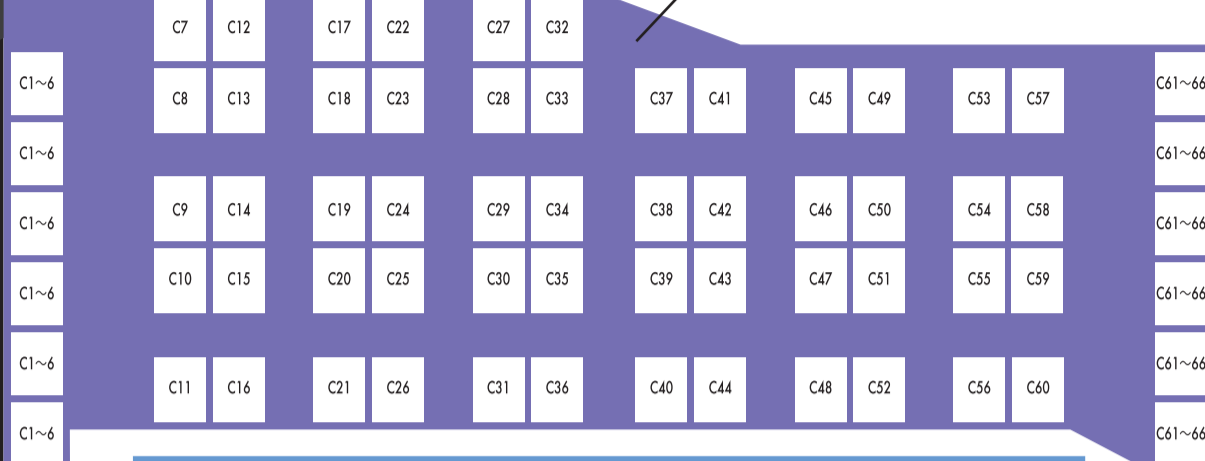 C7 C12 C17 C22 C27 C32
C1~6 C61~66
C8 C13 C18 C23 C28 C33 C37 C41 C45 C49 C53 C57
C1~6 C61~66
C9 C14 C19 C24 C29 C34 C38 C42 C46 C50 C54 C58
C1~6 C61~66
C10 C15 C20 C25 C30 C35 C39 C43 C47 C51 C55 C59
C1~6 C61~66
C1~6 C61~66
C11 C16 C21 C26 C31 C36 C40 C44 C48 C52 C56 C60
C1~6 C61~66